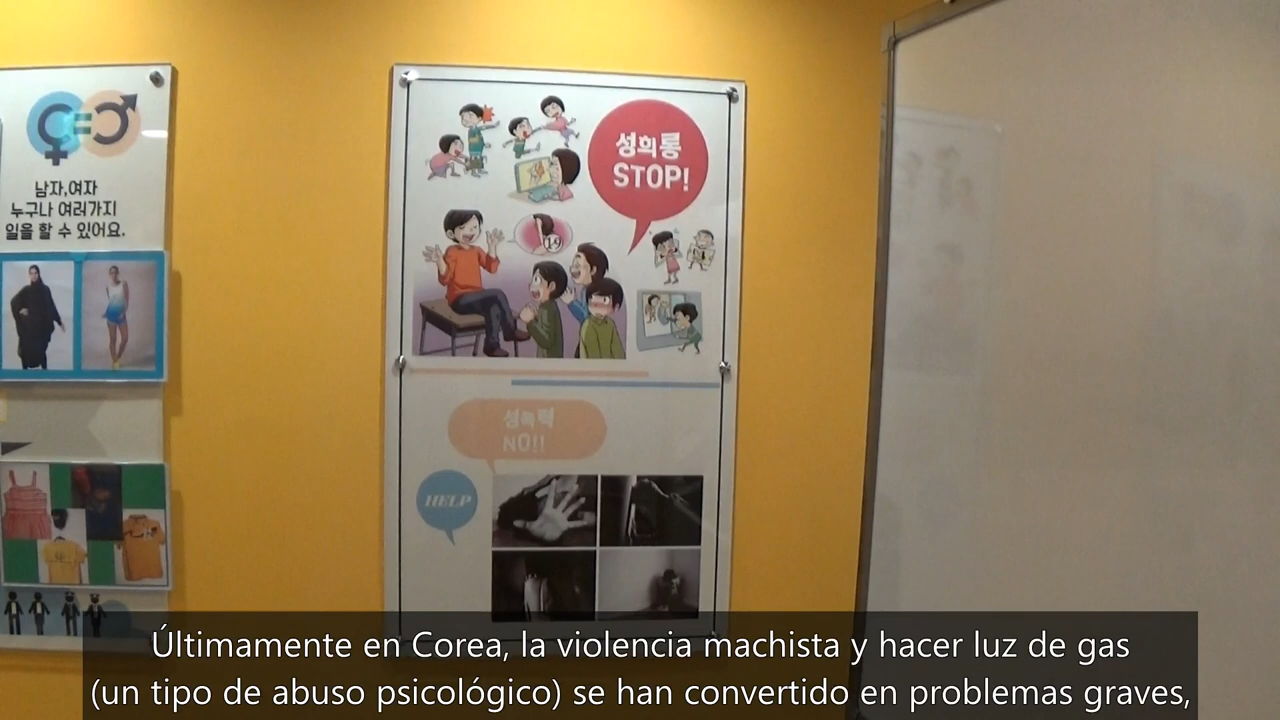 남자,여자
누구나 여러가지
일을 할 수 있어요.
성희롱
STOP!
19
성폭력
NO!!
HELP
Últimamente en Corea, la violencia machista y hacer luz de gas
(un tipo de abuso psicológico) se han convertido en problemas graves,